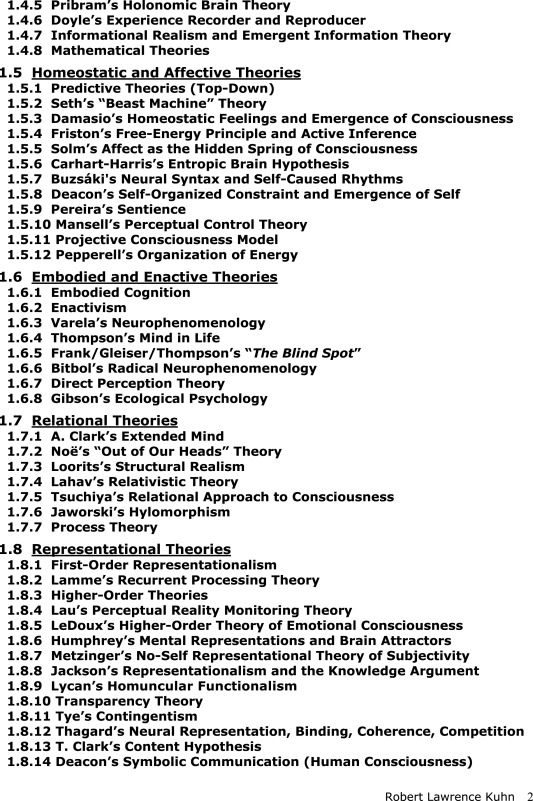 1.4.5 Pribram’s Holonomic Brain Theory
1.4.6 Doyle’s Experience Recorder and Reproducer
1.4.7 Informational Realism and Emergent Information Theory
1.4.8 Mathematical Theories
1.5 Homeostatic and Affective Theories
1.5.1 Predictive Theories (Top-Down)
1.5.2 Seth’s “Beast Machine” Theory
1.5.3 Damasio’s Homeostatic Feelings and Emergence of Consciousness
1.5.4 Friston’s Free-Energy Principle and Active Inference
1.5.5 Solm’s Affect as the Hidden Spring of Consciousness
1.5.6 Carhart-Harris’s Entropic Brain Hypothesis
1.5.7 Buzsáki's Neural Syntax and Self-Caused Rhythms
1.5.8 Deacon’s Self-Organized Constraint and Emergence of Self
1.5.9 Pereira’s Sentience
1.5.10 Mansell’s Perceptual Control Theory
1.5.11 Projective Consciousness Model
1.5.12 Pepperell’s Organization of Energy
1.6 Embodied and Enactive Theories
1.6.1 Embodied Cognition
1.6.2 Enactivism
1.6.3 Varela’s Neurophenomenology
1.6.4 Thompson’s Mind in Life
1.6.5 Frank/Gleiser/Thompson’s “The Blind Spot”
1.6.6 Bitbol’s Radical Neurophenomenology
1.6.7 Direct Perception Theory
1.6.8 Gibson’s Ecological Psychology
1.7 Relational Theories
1.7.1 A. Clark’s Extended Mind
1.7.2 Noë’s “Out of Our Heads” Theory
1.7.3 Loorits’s Structural Realism
1.7.4 Lahav’s Relativistic Theory
1.7.5 Tsuchiya’s Relational Approach to Consciousness
1.7.6 Jaworski’s Hylomorphism
1.7.7 Process Theory
1.8 Representational Theories
1.8.1 First-Order Representationalism
1.8.2 Lamme’s Recurrent Processing Theory
1.8.3 Higher-Order Theories
1.8.4 Lau’s Perceptual Reality Monitoring Theory
1.8.5 LeDoux’s Higher-Order Theory of Emotional Consciousness
1.8.6 Humphrey’s Mental Representations and Brain Attractors
1.8.7 Metzinger’s No-Self Representational Theory of Subjectivity
1.8.8 Jackson’s Representationalism and the Knowledge Argument
1.8.9 Lycan’s Homuncular Functionalism
1.8.10 Transparency Theory
1.8.11 Tye’s Contingentism
1.8.12 Thagard’s Neural Representation, Binding, Coherence, Competition
1.8.13 T. Clark’s Content Hypothesis
1.8.14 Deacon’s Symbolic Communication (Human Consciousness)
Robert Lawrence Kuhn 2